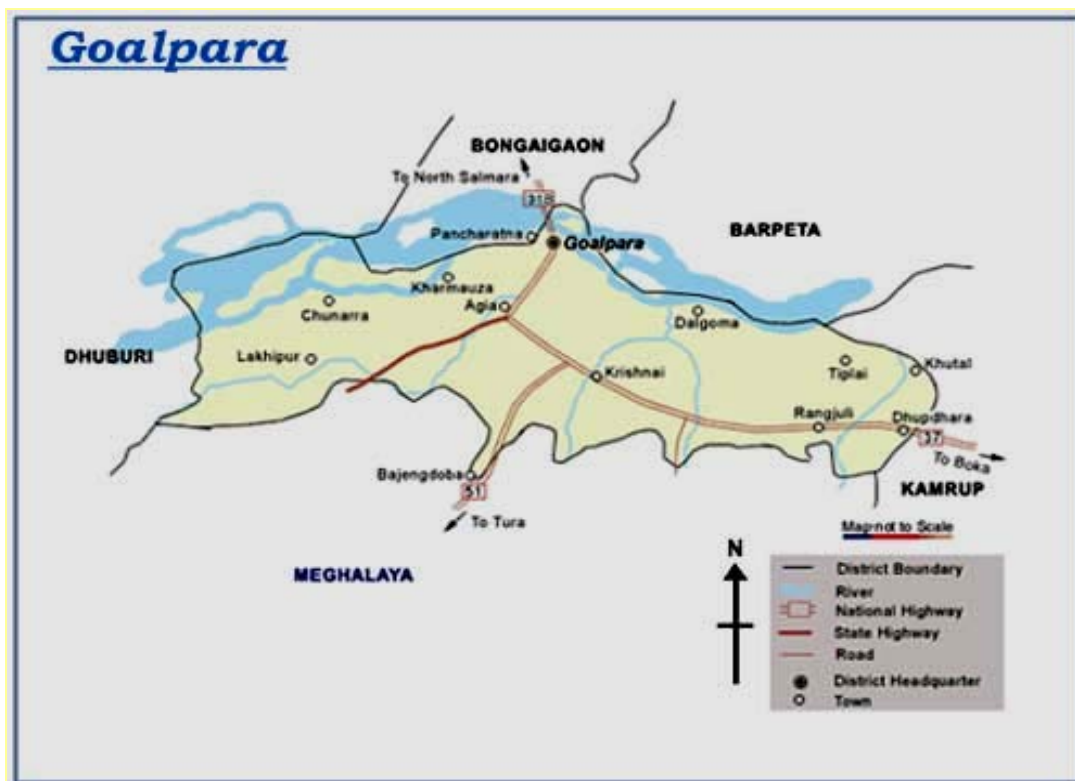 Goalpara
BONGAIGAON
To North Salmara
31B
BARPETA
Pancharatna
Goalpara
Kharmauza
Chunarra
Agia
Dalgoma
DHUBURI
Lakhipur
Krishnai
Tiplai
Khutal
Rangjuli
Dhupdhara
37
To Boka
Bajengdoba
51
KAMRUP
To Tura
Map not to Scale
MEGHALAYA
N
District Boundary
River
National Highway
State Highway
Road
District Headquarter
Town